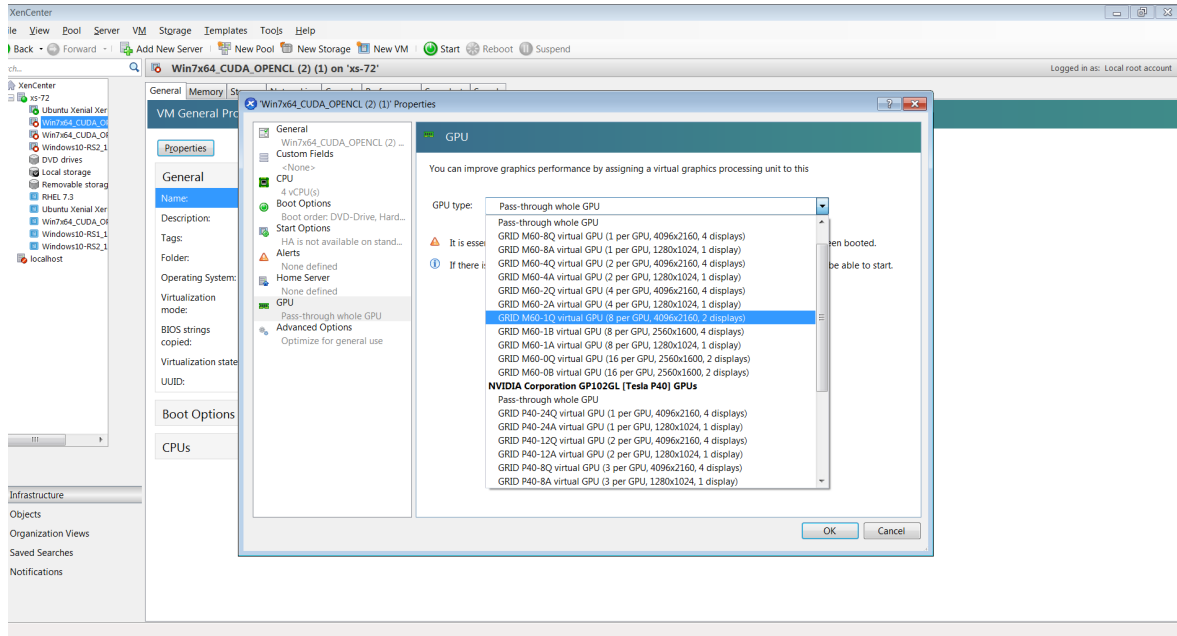 XenCenter
ile View Pool Server VM Storage Templates Tools Help
Back Forward Add New Server New Pool New Storage New VM Start Reboot Suspend
ch...
Win7x64_CUDA_OPENCL (2) (1) on 'xs-72'
Logged in as: Local root account
XenCenter
xs-72
Ubuntu Xenial Xer
Win7x64_CUDA_OP
Win7x64_CUDA_OP
Windows10-RS2_1
DVD drives
Local storage
Removable storag
RHEL 7.3
Ubuntu Xenial Xer
Win7x64_CUDA_OP
Windows10-RS1_1
Windows10-RS2_1
localhost
Infrastructure
Objects
Organization Views
Saved Searches
Notifications
General Memory
VM General Pro
Properties
General
Name:
Description:
Tags:
Folder:
Operating System:
Virtualization
mode:
BIOS strings
copied:
Virtualization state
UUID:
Boot Options
CPUs
'Win7x64_CUDA_OPENCL (2) (1)' Properties
General
Win7x64_CUDA_OPENCL (2) ...
Custom Fields
<None>
CPU
4 vCPU(s)
Boot Options
Boot order: DVD-Drive, Hard...
Start Options
HA is not available on stand...
Alerts
None defined
Home Server
None defined
GPU
Pass-through whole GPU
Advanced Options
Optimize for general use
GPU
You can improve graphics performance by assigning a virtual graphics processing unit to this
GPU type: Pass-through whole GPU
It is esse
en booted.
If there is
be able to start.
Pass-through whole GPU
GRID M60-8Q virtual GPU (1 per GPU, 4096x2160, 4 displays)
GRID M60-8A virtual GPU (1 per GPU, 1280x1024, 1 display)
GRID M60-4Q virtual GPU (2 per GPU, 4096x2160, 4 displays)
GRID M60-4A virtual GPU (2 per GPU, 1280x1024, 1 display)
GRID M60-2Q virtual GPU (4 per GPU, 4096x2160, 4 displays)
GRID M60-2A virtual GPU (4 per GPU, 1280x1024, 1 display)
GRID M60-1Q virtual GPU (8 per GPU, 4096x2160, 2 displays)
GRID M60-1B virtual GPU (8 per GPU, 2560x1600, 4 displays)
GRID M60-1A virtual GPU (8 per GPU, 1280x1024, 1 display)
GRID M60-0Q virtual GPU (16 per GPU, 2560x1600, 2 displays)
GRID M60-0B virtual GPU (16 per GPU, 2560x1600, 2 displays)
NVIDIA Corporation GP102GL [Tesla P40] GPUs
Pass-through whole GPU
GRID P40-24Q virtual GPU (1 per GPU, 4096x2160, 4 displays)
GRID P40-24A virtual GPU (1 per GPU, 1280x1024, 1 display)
GRID P40-12Q virtual GPU (2 per GPU, 4096x2160, 4 displays)
GRID P40-12A virtual GPU (2 per GPU, 1280x1024, 1 display)
GRID P40-8Q virtual GPU (3 per GPU, 4096x2160, 4 displays)
GRID P40-8A virtual GPU (3 per GPU, 1280x1024, 1 display)
OK Cancel